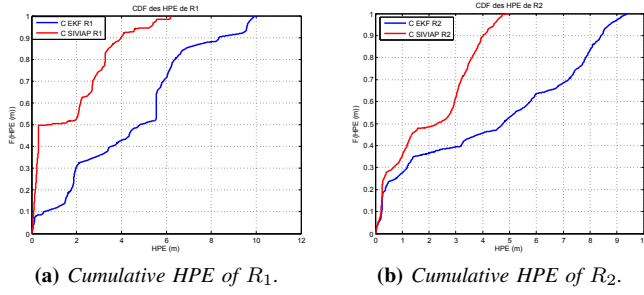 CDF des HPE de R1
C EKF R1
C SIVIAP R1
F(HPE (m))
1
0.9
0.8
0.7
0.6
0.5
0.4
0.3
0.2
0.1
0
0 2 4 6 8 10 12
HPE (m)
(a) Cumulative HPE of R1.
CDF des HPE de R2
C EKF R2
C SIVIAP R2
F(HPE (m))
1
0.9
0.8
0.7
0.6
0.5
0.4
0.3
0.2
0.1
0
0 1 2 3 4 5 6 7 8 9 10
HPE (m)
(b) Cumulative HPE of R2.